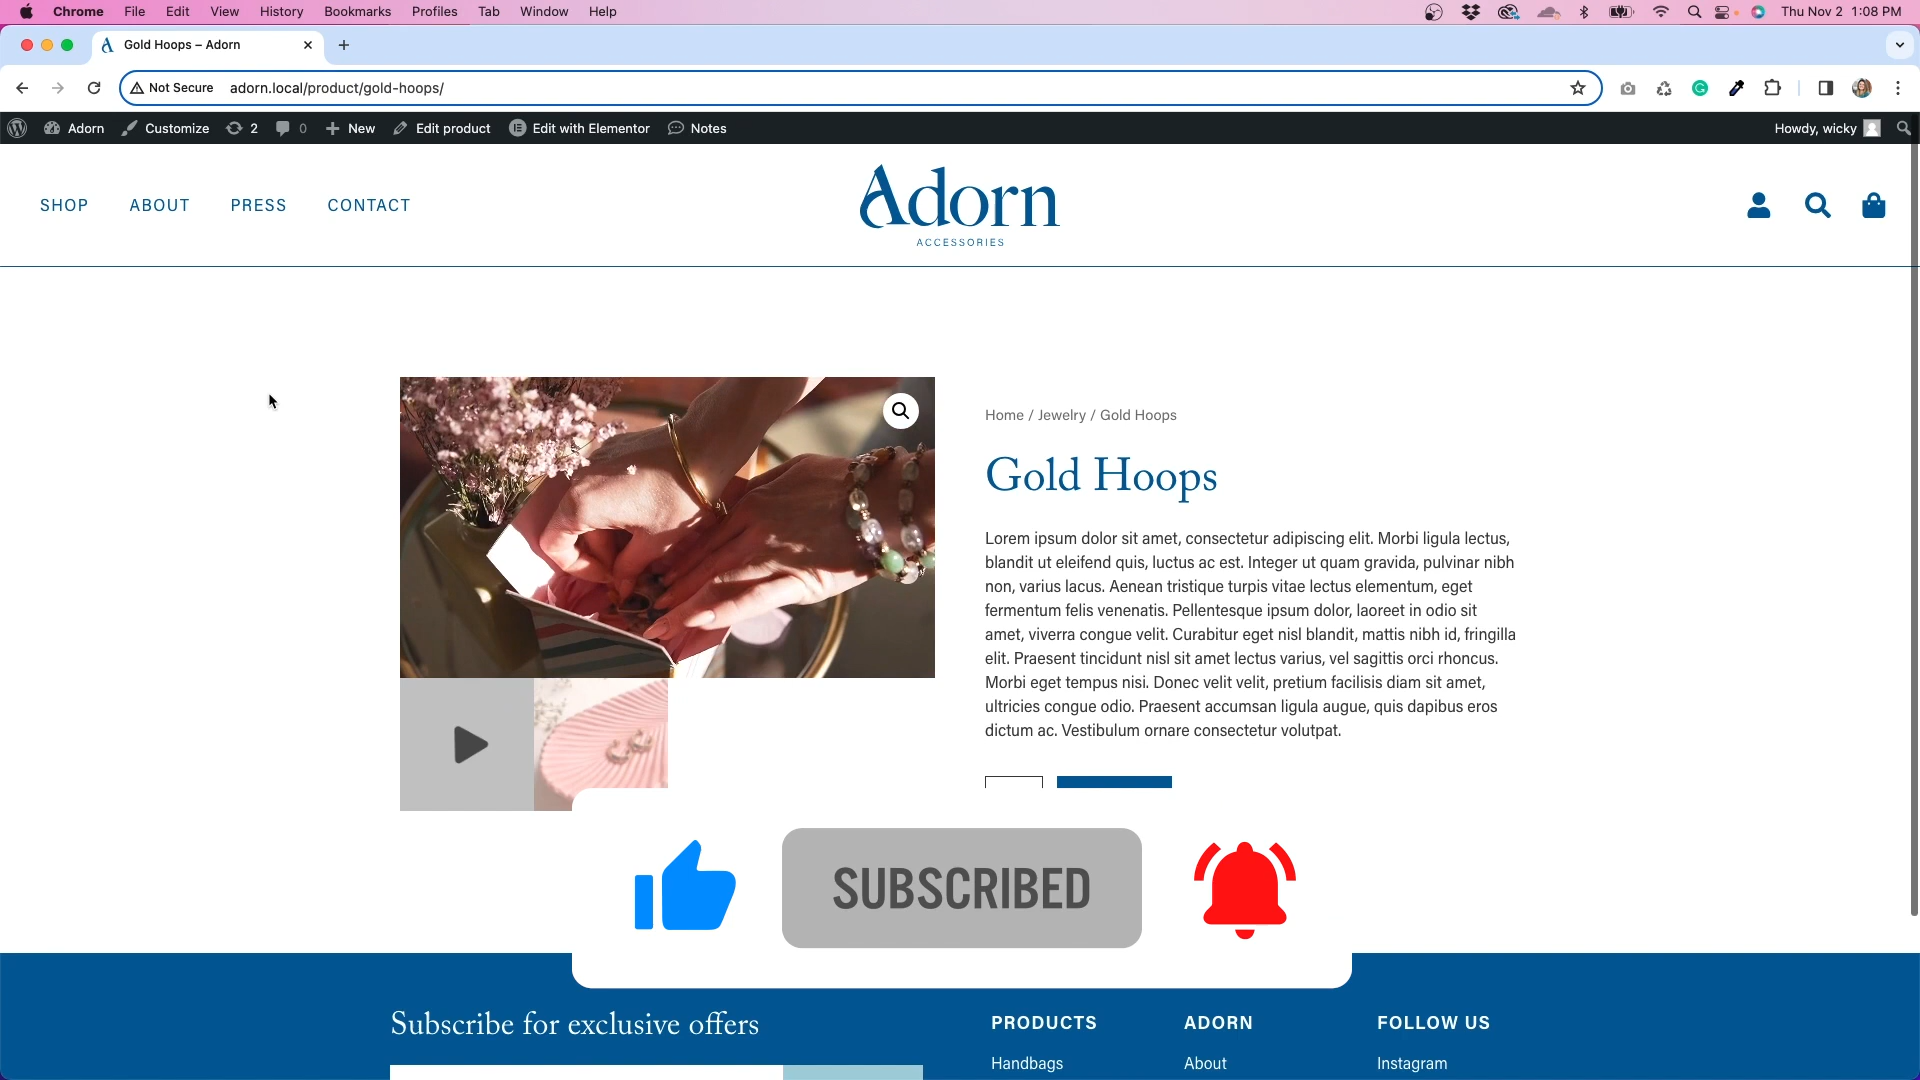 Chrome File Edit View History Bookmarks Profiles Tab Window Help
Thu Nov 2 1:08 PM
Gold Hoops – Adorn
Not Secure adorn.local/product/gold-hoops/
Adorn Customize 2 0 New Edit product Edit with Elementor Notes
Howdy, wicky
SHOP ABOUT PRESS CONTACT
Adorn
ACCESSORIES
Home / Jewelry / Gold Hoops
Gold Hoops
Lorem ipsum dolor sit amet, consectetur adipiscing elit. Morbi ligula lectus,
blandit ut eleifend quis, luctus ac est. Integer ut quam gravida, pulvinar nibh
non, varius lacus. Aenean tristique turpis vitae lectus elementum, eget
fermentum felis venenatis. Pellentesque ipsum dolor, laoreet in odio sit
amet, viverra congue velit. Curabitur eget nisl blandit, mattis nibh id, fringilla
elit. Praesent tincidunt nisl sit amet lectus varius, vel sagittis orci rhoncus.
Morbi eget tempus nisi. Donec velit velit, pretium facilisis diam sit amet,
ultricies congue odio. Praesent accumsan ligula augue, quis dapibus eros
dictum ac. Vestibulum ornare consectetur volutpat.
SUBSCRIBED
Subscribe for exclusive offers
PRODUCTS
Handbags
ADORN
About
FOLLOW US
Instagram